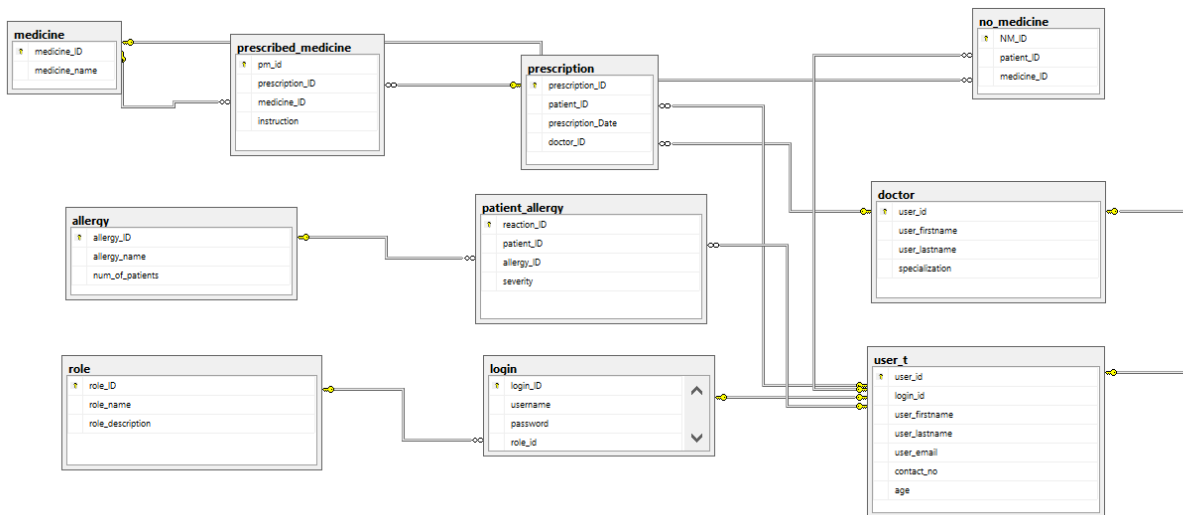 medicine
medicine_ID
medicine_name
prescribed_medicine
pm_id
prescription_ID
medicine_ID
instruction
prescription
prescription_ID
patient_ID
prescription_Date
doctor_ID
no_medicine
NM_ID
patient_ID
medicine_ID
allergy
allergy_ID
allergy_name
num_of_patients
patient_allergy
reaction_ID
patient_ID
allergy_ID
severity
doctor
user_id
user_firstname
user_lastname
specialization
role
role_ID
role_name
role_description
login
login_ID
username
password
role_id
user_t
user_id
login_id
user_firstname
user_lastname
user_email
contact_no
age